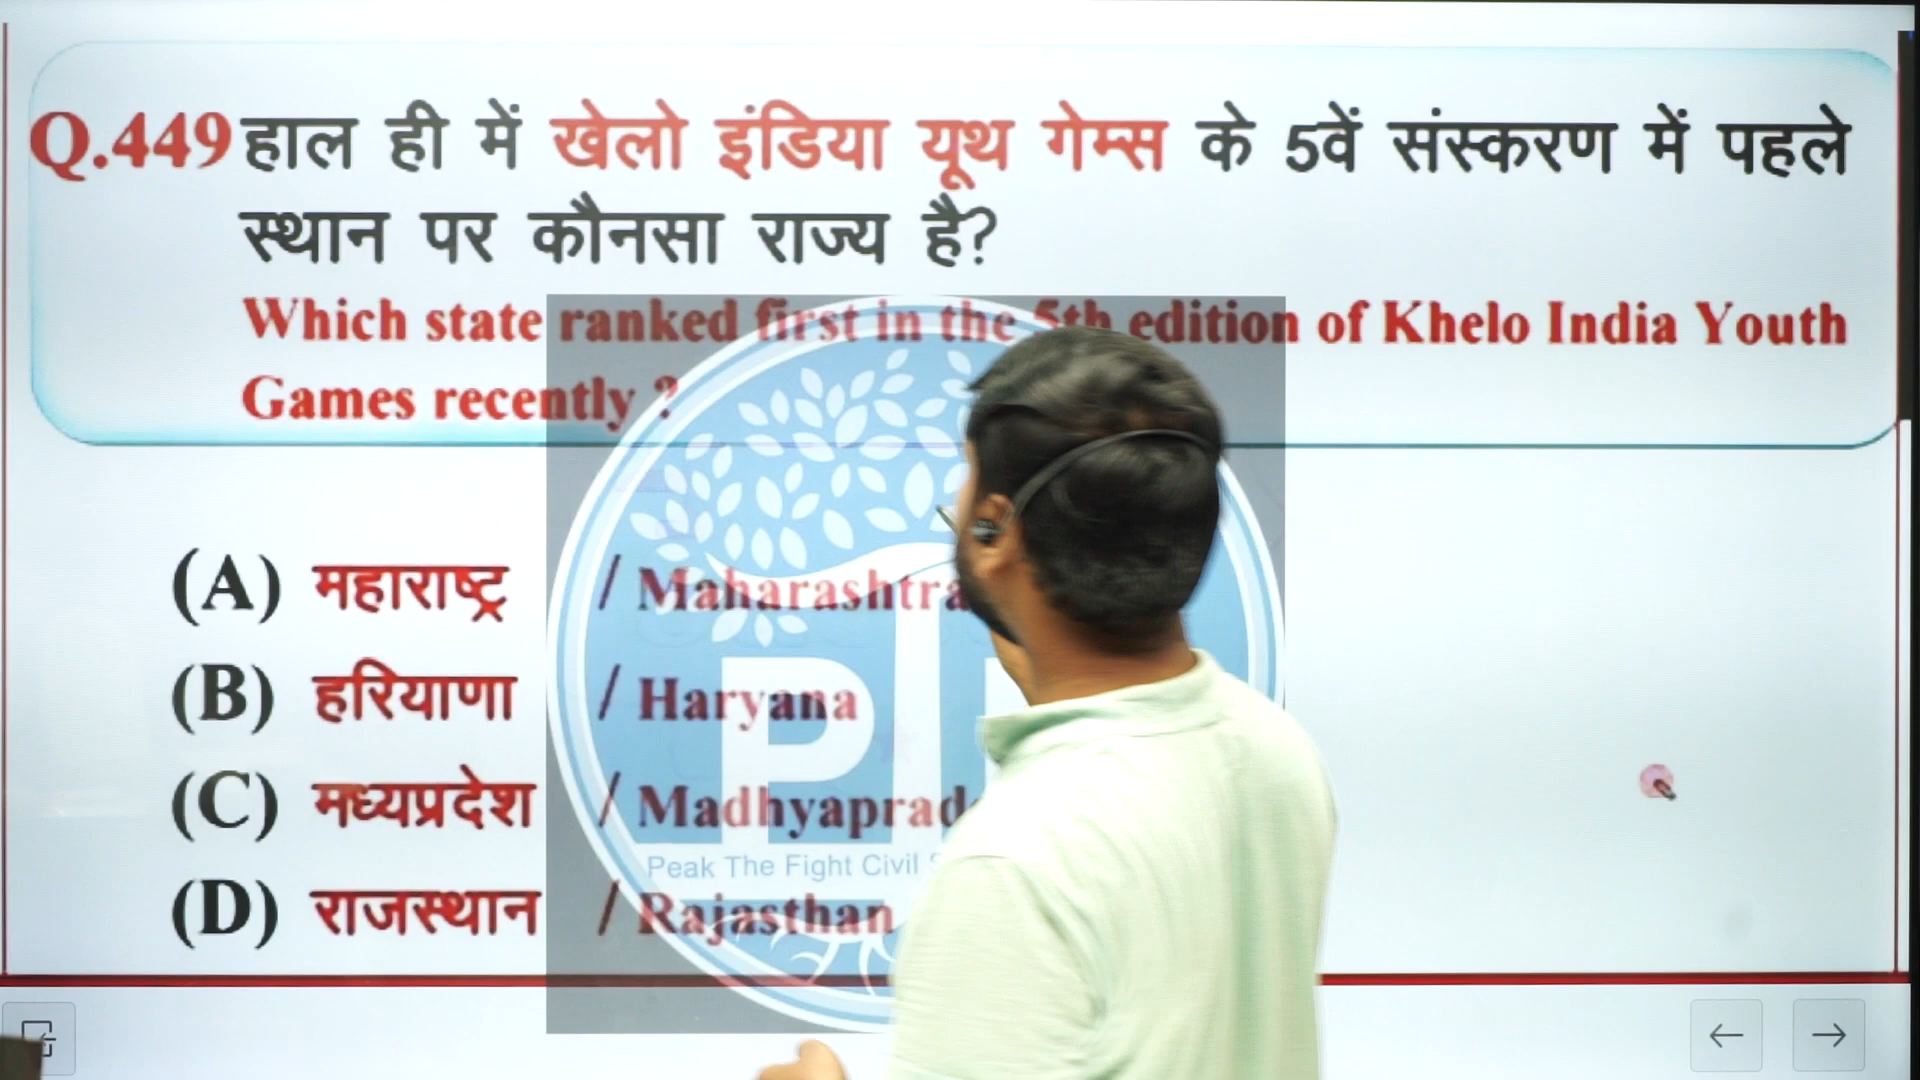 Q.449 हाल ही में खेलो इंडिया यूथ गेम्स के 5वें संस्करण में पहले
स्थान पर कौनसा राज्य है?
Which state ranked first in the 5th edition of Khelo India Youth
Games recently ?
(A) महाराष्ट्र / Maharashtra
(B) हरियाणा / Haryana
(C) मध्यप्रदेश / Madhyaprad
Peak The Fight Civil
(D) राजस्थान / Rajasthan